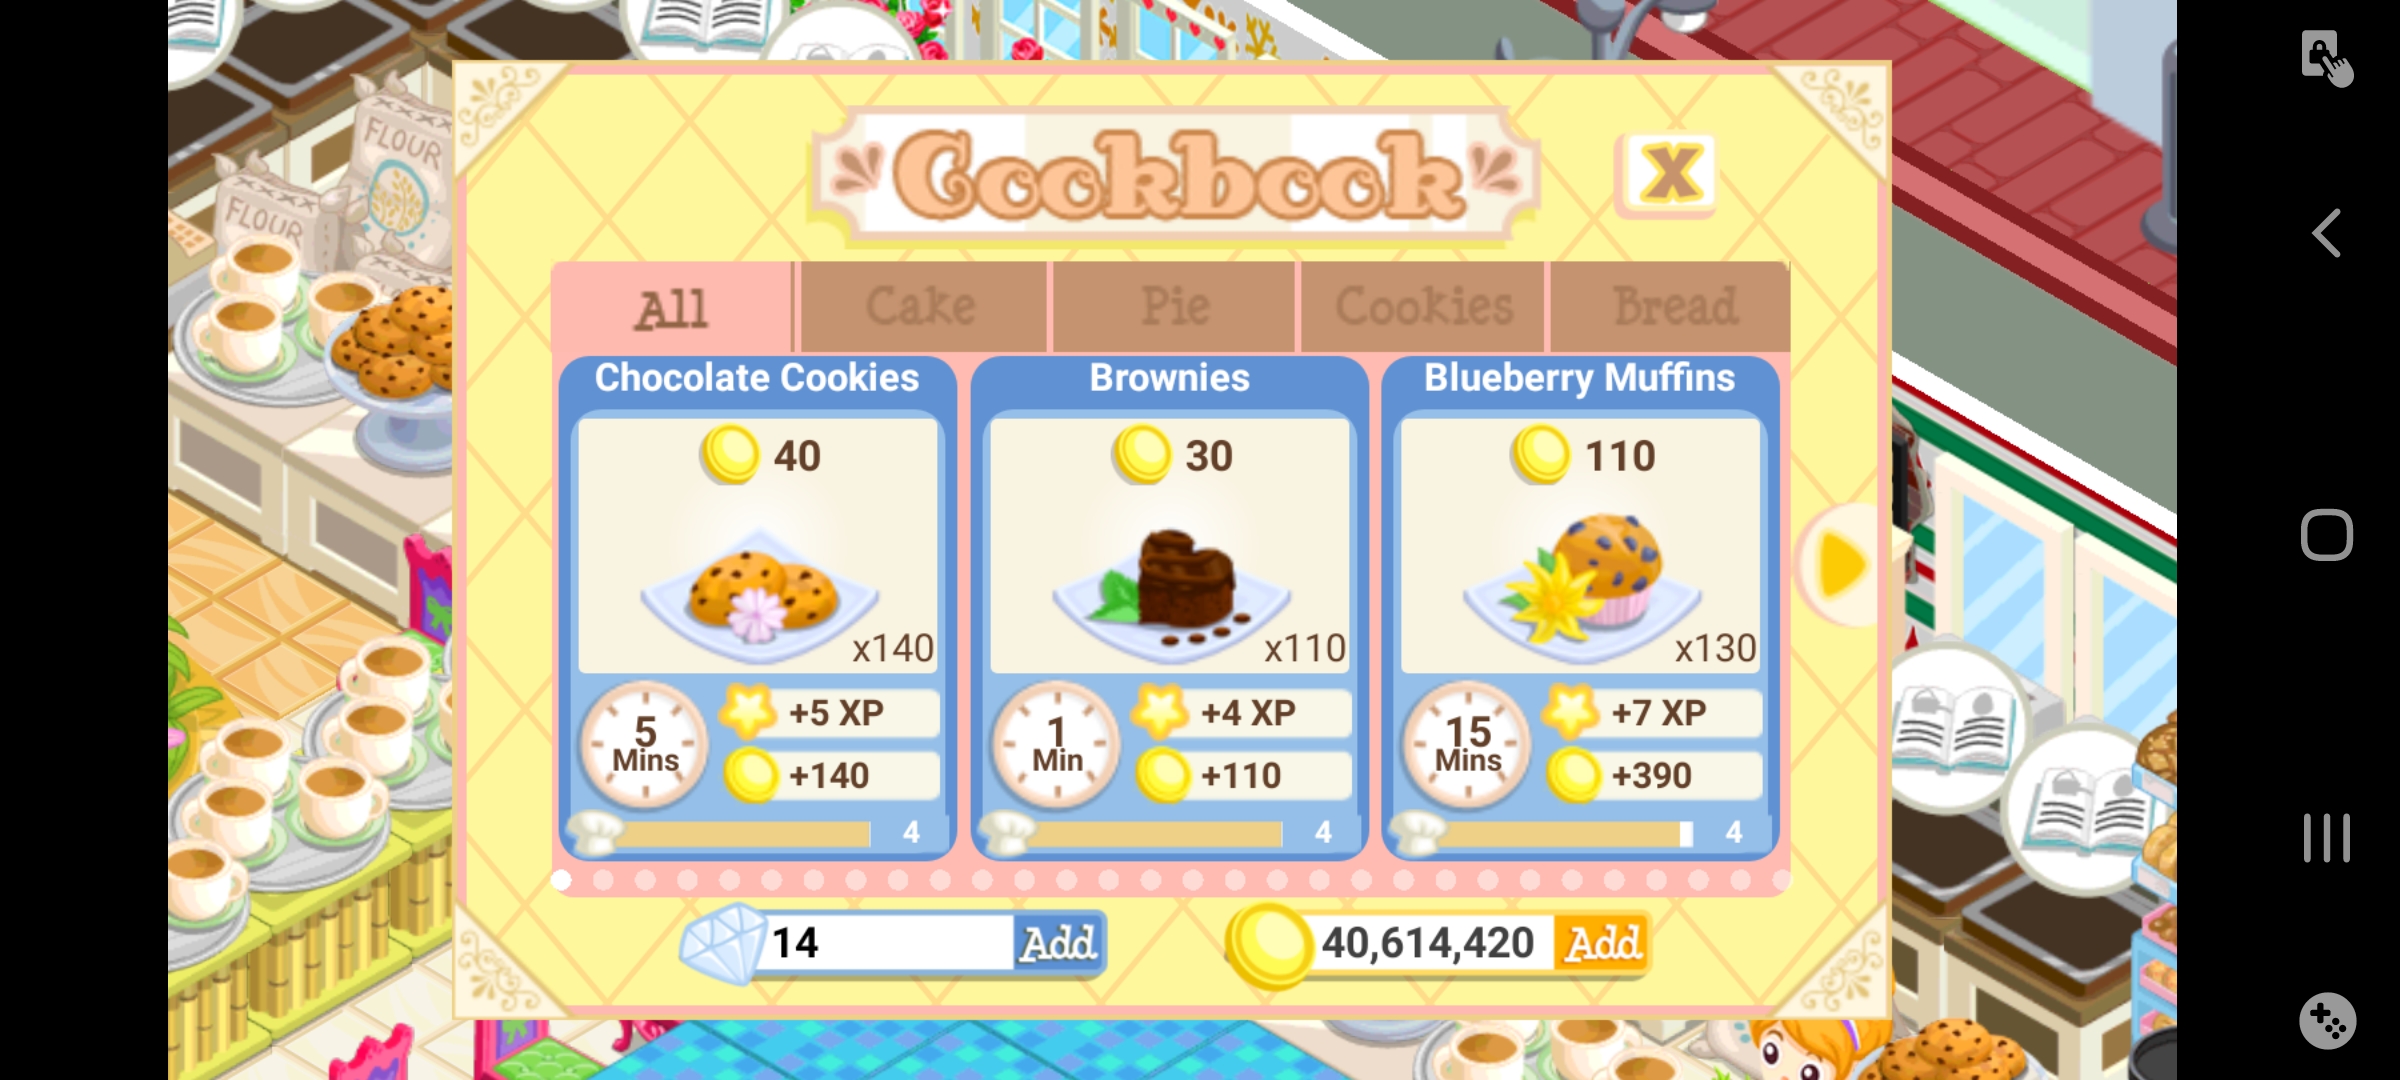 FLOUR
FLOUR
Cookbook
X
All
Cake
Pie
Cookies
Bread
Chocolate Cookies
40
x140
5
Mins
+5 XP
+140
4
Brownies
30
x110
1
Min
+4 XP
+110
4
Blueberry Muffins
110
x130
15
Mins
+7 XP
+390
4
14
Add
40,614,420
Add